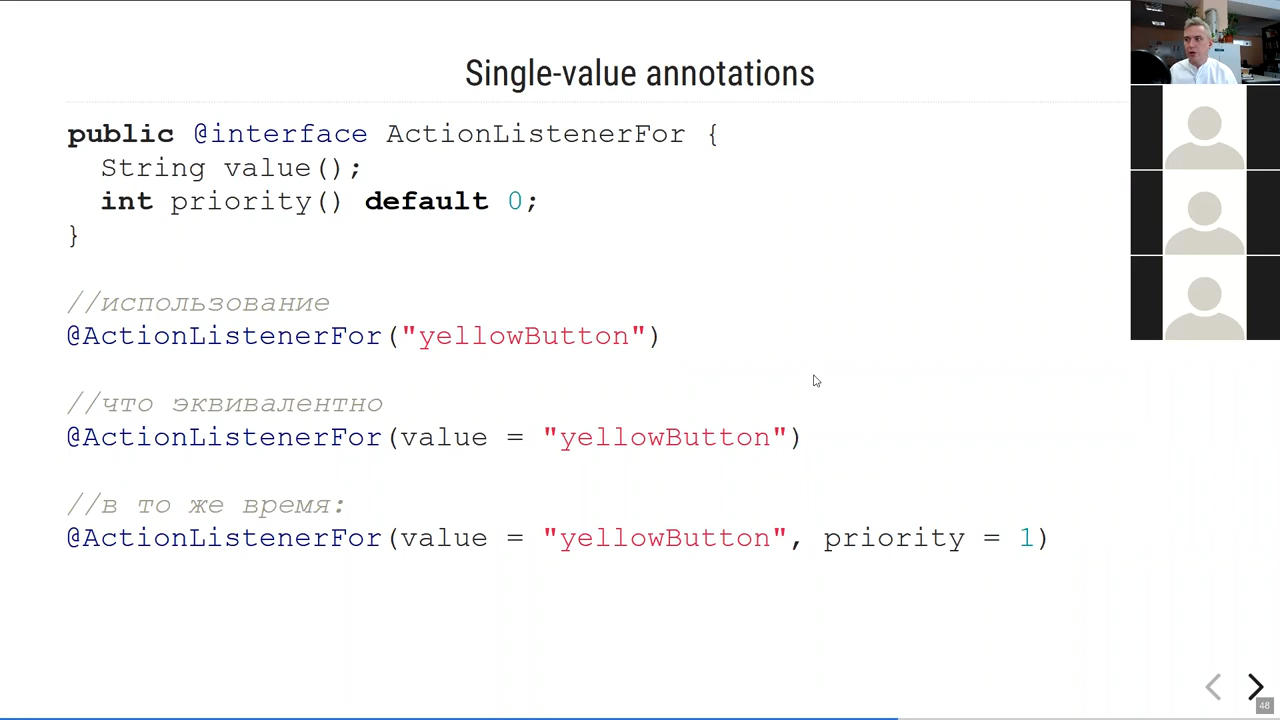 Single-value annotations
public @interface ActionListenerFor {
  String value();
  int priority() default 0;
}
//использование
@ActionListenerFor("yellowButton")
//что эквивалентно
@ActionListenerFor(value = "yellowButton")
//в то же время:
@ActionListenerFor(value = "yellowButton", priority = 1)
48